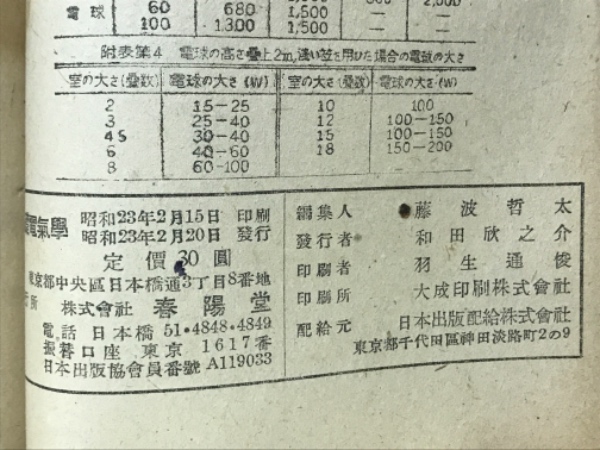 電球 60 680 1,500 — —
100 1,300 1,500 — —
附表第4 電球の高さ疊上2m,淺い笠を用ひた場合の電球の大さ
室の大さ(疊数) 電球の大さ(W) 室の大さ(疊数) 電球の大さ(W)
2 15-25 10 100
3 25-40 12 100-150
4.5 30-40 15 100-150
6 40-60 18 150-200
8 60-100
電氣學 昭和23年2月15日 印刷
昭和23年2月20日 發行
定價 30 圓
東京都中央區日本橋通3丁目8番地
所 株式會社 春陽堂
電話 日本橋 51・4848・4849
振替口座 東京 1617番
日本出版協會員番號 A119033
編集人 藤波哲太
發行者 和田欣之介
印刷者 羽生通俊
印刷所 大成印刷株式會社
配給元 日本出版配給株式會社
東京都千代田區神田淡路町2の9